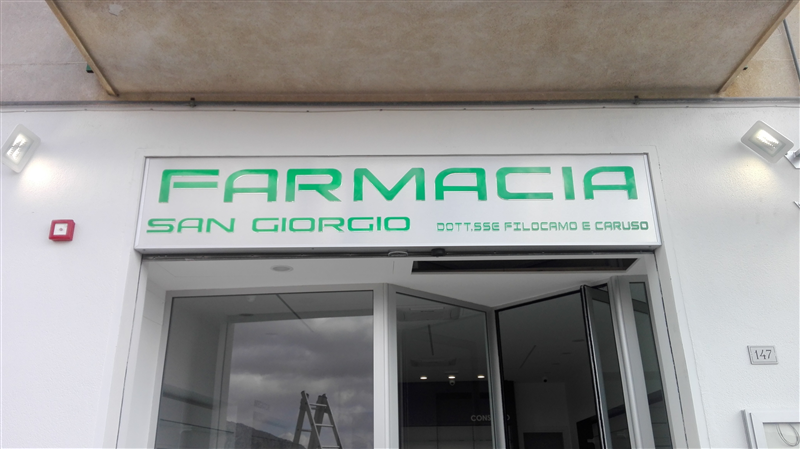 FARMACIA
SAN GIORGIO DOTT.SSE FILOCAMO E CARUSO
147